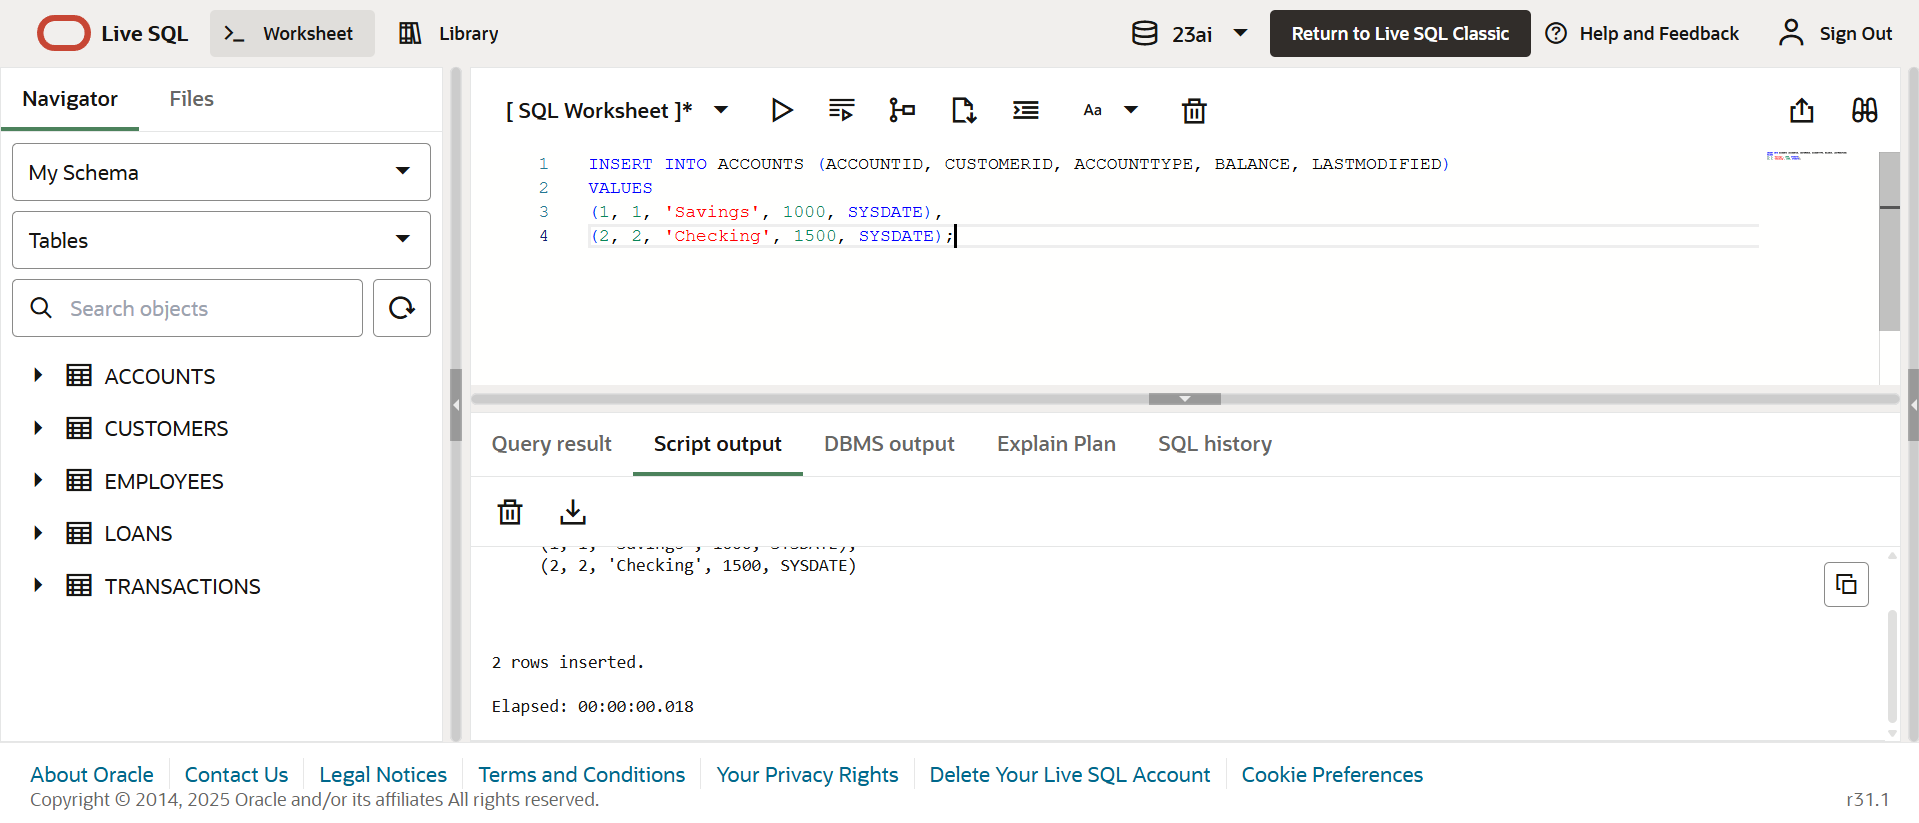 Live SQL
Worksheet
Library
23ai
Return to Live SQL Classic
Help and Feedback
Sign Out
Navigator
Files
My Schema
Tables
Search objects
ACCOUNTS
CUSTOMERS
EMPLOYEES
LOANS
TRANSACTIONS
[ SQL Worksheet ]*
Aa
1 INSERT INTO ACCOUNTS (ACCOUNTID, CUSTOMERID, ACCOUNTTYPE, BALANCE, LASTMODIFIED)
2 VALUES
3 (1, 1, 'Savings', 1000, SYSDATE),
4 (2, 2, 'Checking', 1500, SYSDATE);
Query result
Script output
DBMS output
Explain Plan
SQL history
(1, 1, 'Savings', 1000, SYSDATE),
(2, 2, 'Checking', 1500, SYSDATE)
2 rows inserted.
Elapsed: 00:00:00.018
About Oracle
Contact Us
Legal Notices
Terms and Conditions
Your Privacy Rights
Delete Your Live SQL Account
Cookie Preferences
Copyright © 2014, 2025 Oracle and/or its affiliates All rights reserved.
r31.1